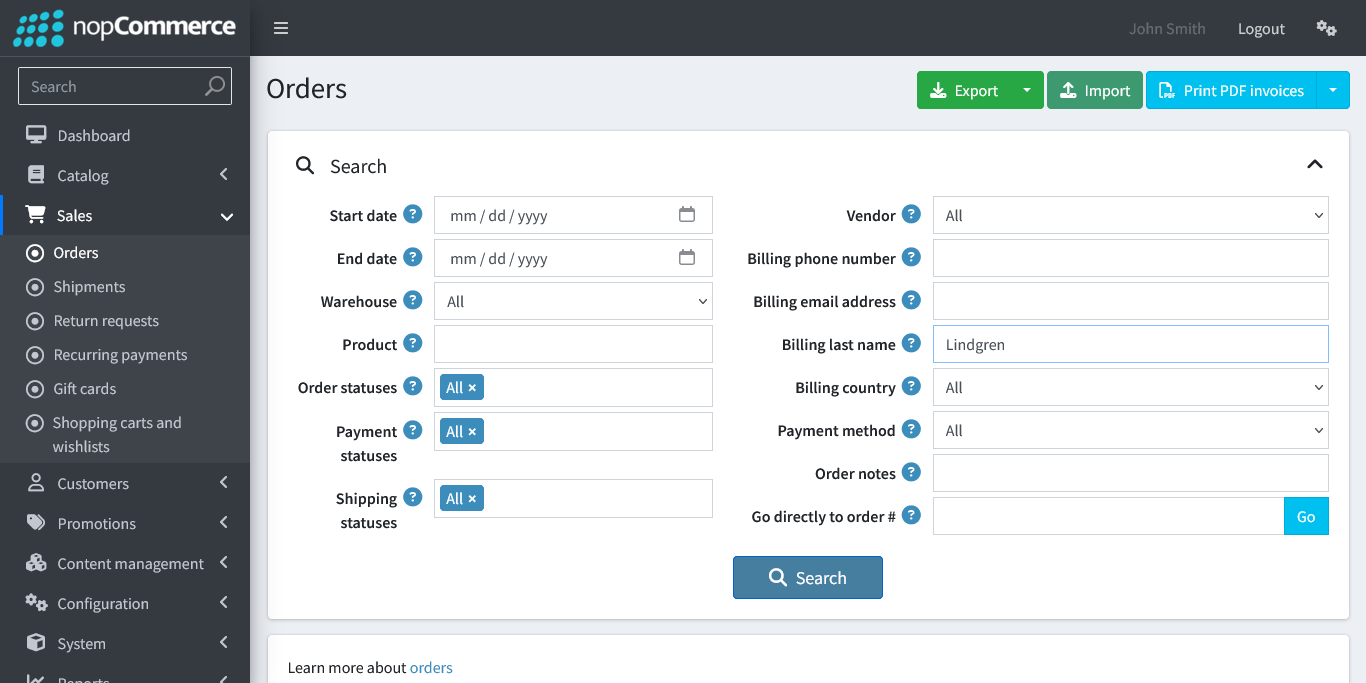 nopCommerce
John Smith
Logout
Search
Dashboard
Catalog
Sales
Orders
Shipments
Return requests
Recurring payments
Gift cards
Shopping carts and
wishlists
Customers
Promotions
Content management
Configuration
System
Reports
Orders
Export
Import
Print PDF invoices
Search
Start date ? mm / dd / yyyy
End date ? mm / dd / yyyy
Warehouse ? All
Product ?
Order statuses ? All ×
Payment ? All ×
statuses
Shipping ? All ×
statuses
Vendor ? All
Billing phone number ?
Billing email address ?
Billing last name ? Lindgren
Billing country ? All
Payment method ? All
Order notes ?
Go directly to order # ? Go
Search
Learn more about orders